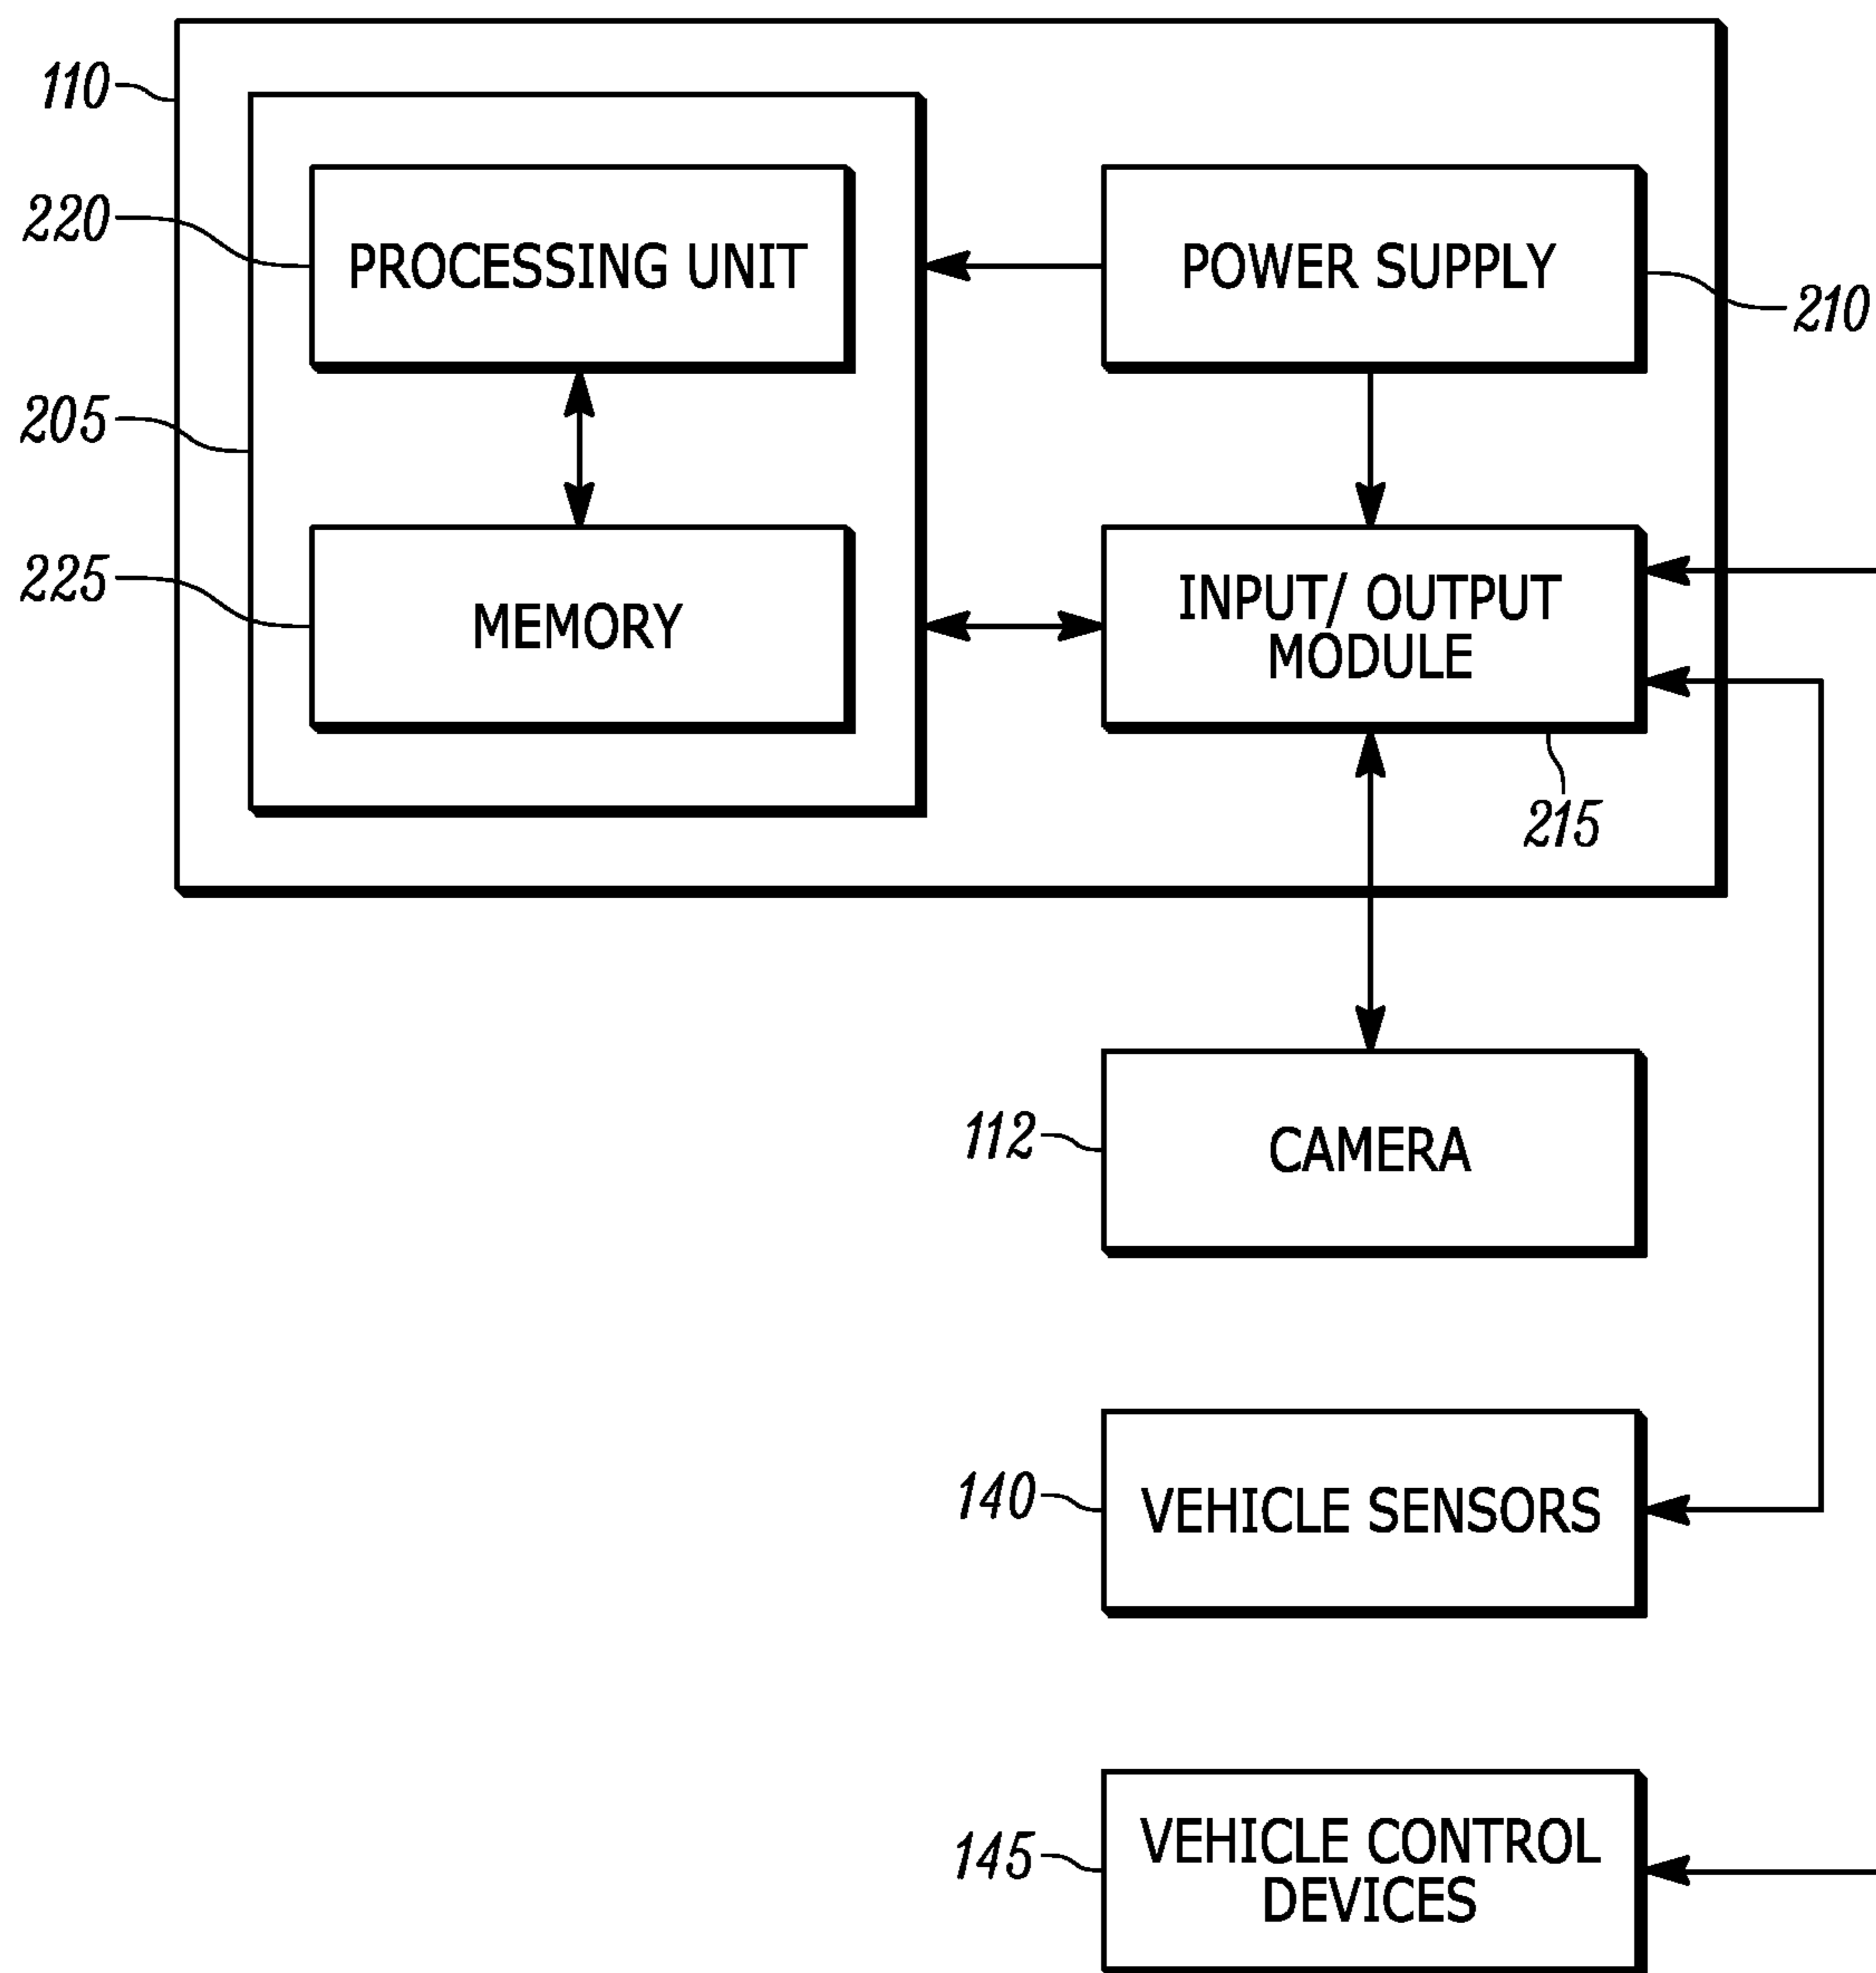 110
220
PROCESSING UNIT
POWER SUPPLY
210
205
225
MEMORY
INPUT/ OUTPUT
MODULE
215
112
CAMERA
140
VEHICLE SENSORS
145
VEHICLE CONTROL
DEVICES